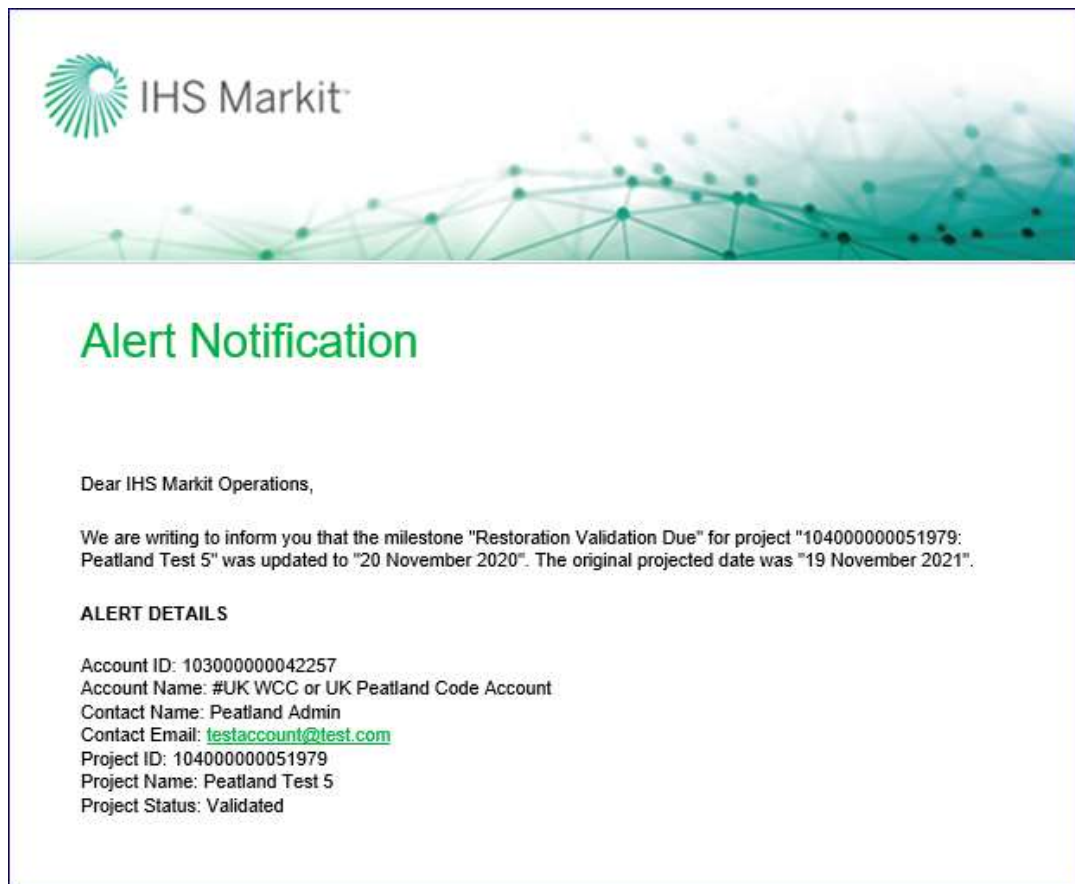 IHS Markit™
Alert Notification
Dear IHS Markit Operations,
We are writing to inform you that the milestone "Restoration Validation Due" for project "104000000051979:
Peatland Test 5" was updated to "20 November 2020". The original projected date was "19 November 2021".
ALERT DETAILS
Account ID: 103000000042257
Account Name: #UK WCC or UK Peatland Code Account
Contact Name: Peatland Admin
Contact Email: testaccount@test.com
Project ID: 104000000051979
Project Name: Peatland Test 5
Project Status: Validated